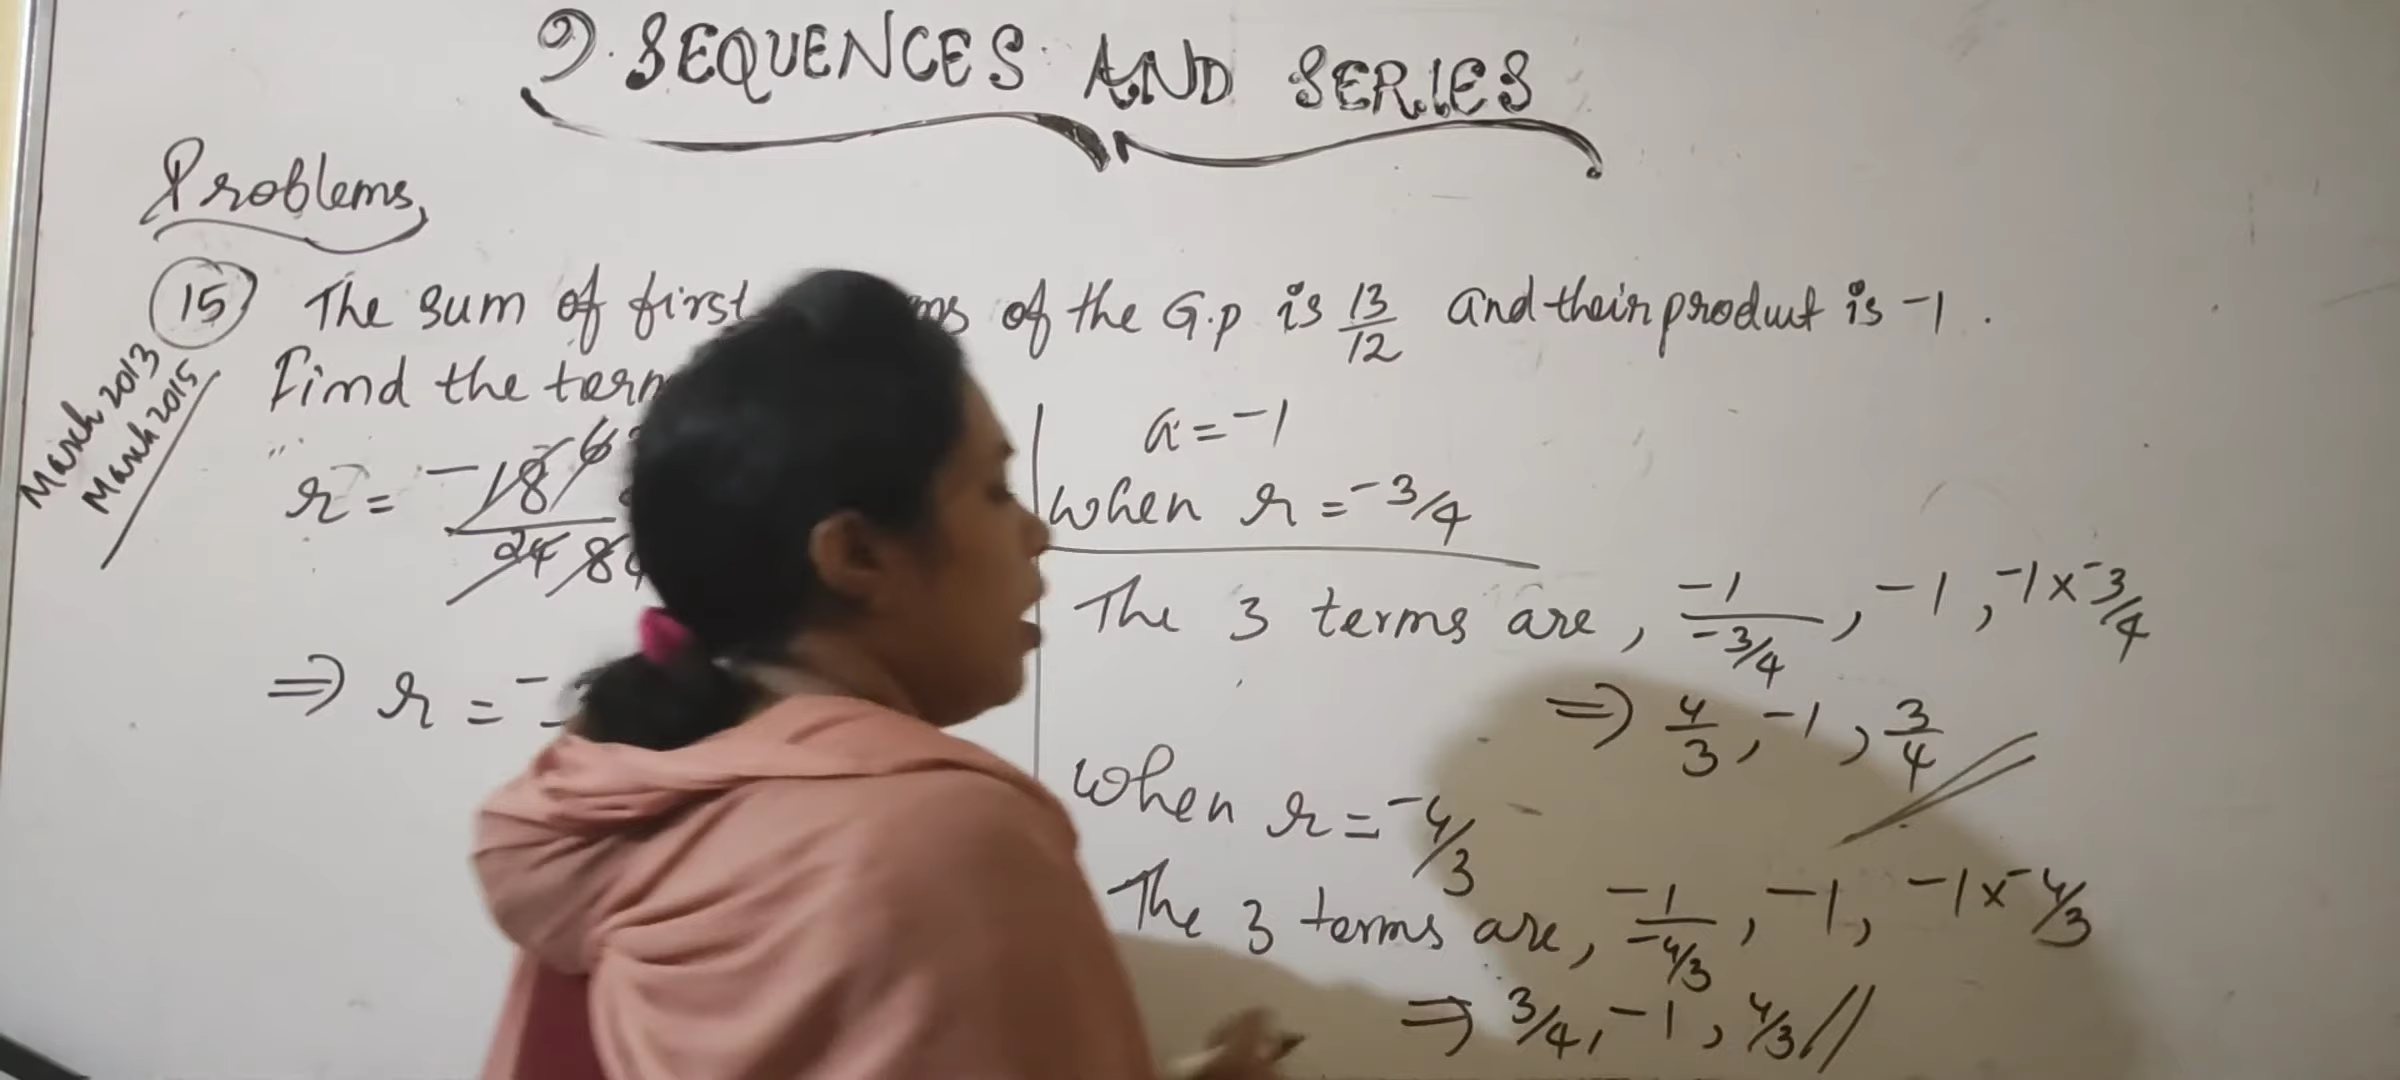 9. SEQUENCES AND SERIES
Problems,
15 The sum of first ms of the G.P is 13/12 and their product is -1.
March 2013
March 2015
Find the term
r = -18 6
24 8
⇒ r = -3
a = -1
When r = -3/4
The 3 terms are, -1/(-3/4), -1, -1 x -3/4
⇒ 4/3, -1, 3/4
When r = -4/3
The 3 terms are, -1/(-4/3), -1, -1 x -4/3
⇒ 3/4, -1, 4/3 //